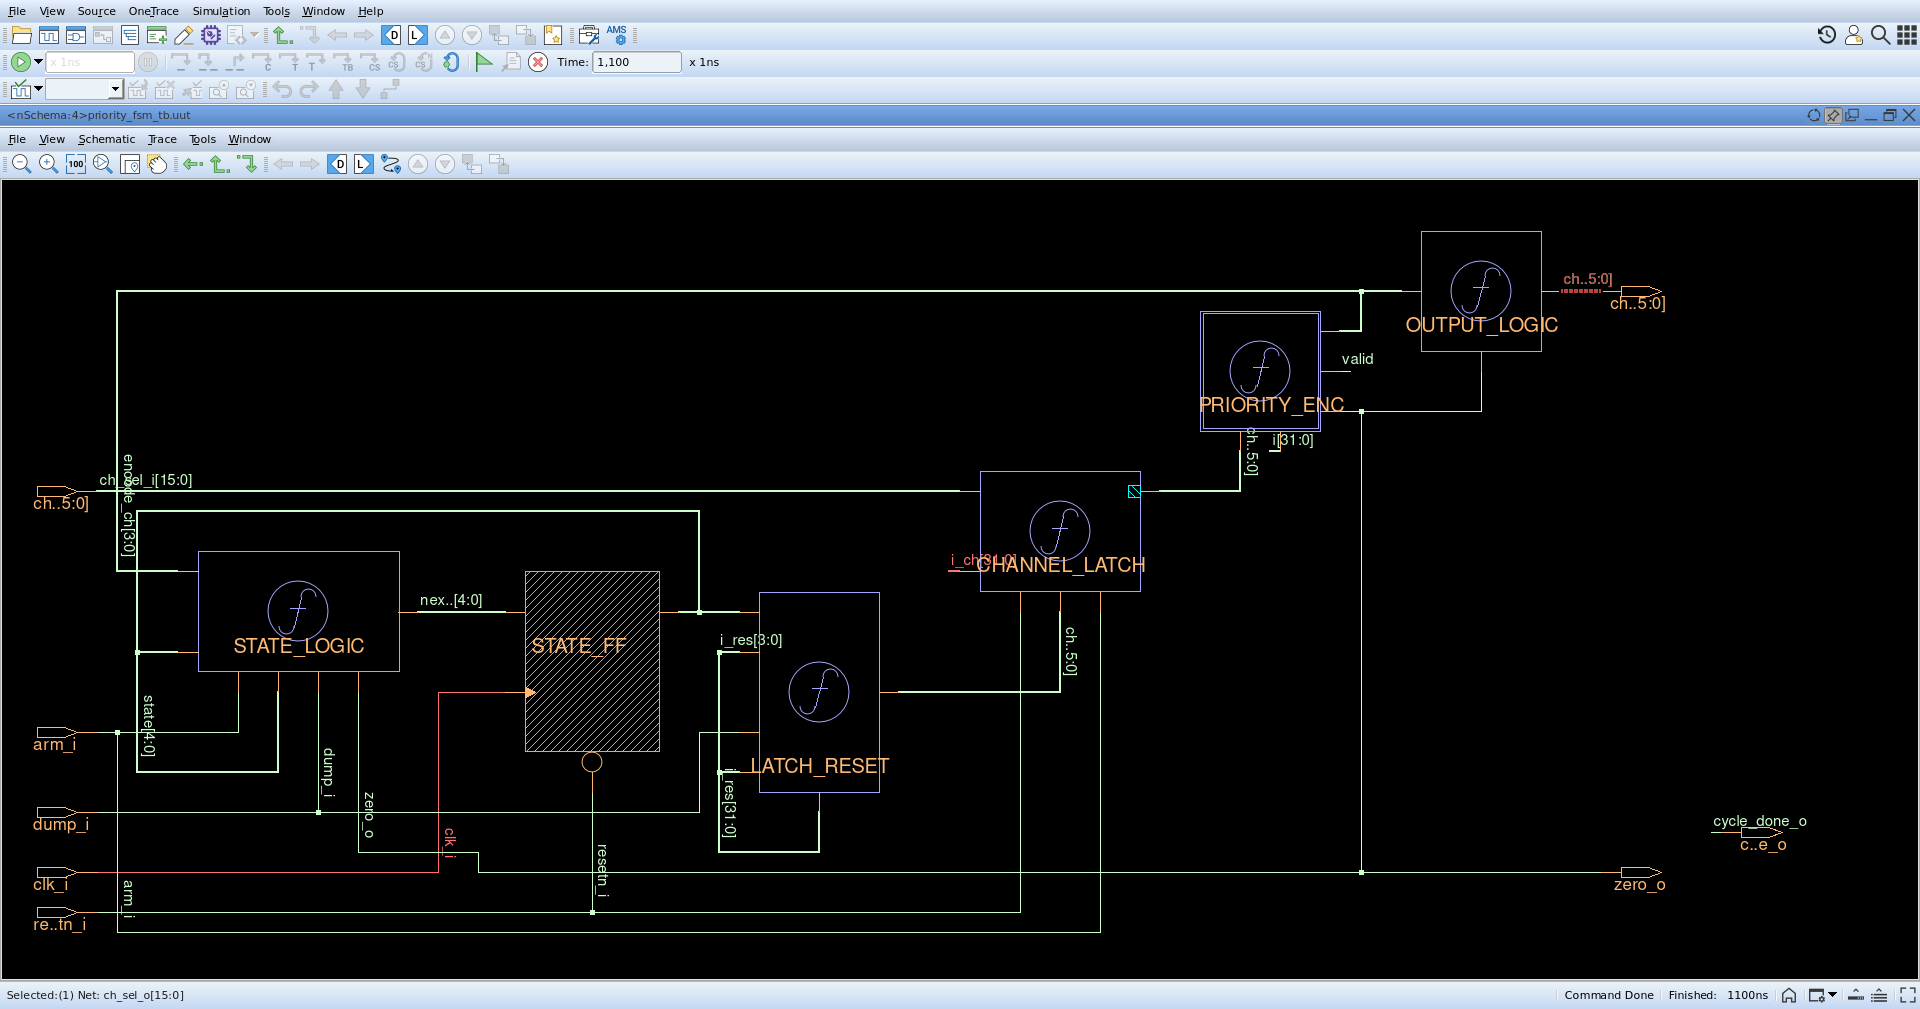 File View Source OneTrace Simulation Tools Window Help
D L AMS
x 1ns Time: 1,100 x 1ns
<nSchema:4>priority_fsm_tb.uut
File View Schematic Trace Tools Window
100 D L
ch..5:0]
ch..5:0]
OUTPUT_LOGIC
valid
PRIORITY_ENC
i[31:0]
ch..5:0]
ch_sel_i[15:0]
ch..5:0]
encode_ch[3:0]
i_ch[31:0]
CHANNEL_LATCH
nex..[4:0]
STATE_LOGIC
STATE_FF
i_res[3:0]
ch..5:0]
state[4:0]
arm_i
dump_i
LATCH_RESET
i_res[31:0]
zero_o
dump_i
clk_i
cycle_done_o
c..e_o
resetn_i
clk_i
arm_i
zero_o
re..tn_i
Selected:(1) Net: ch_sel_o[15:0] Command Done Finished: 1100ns